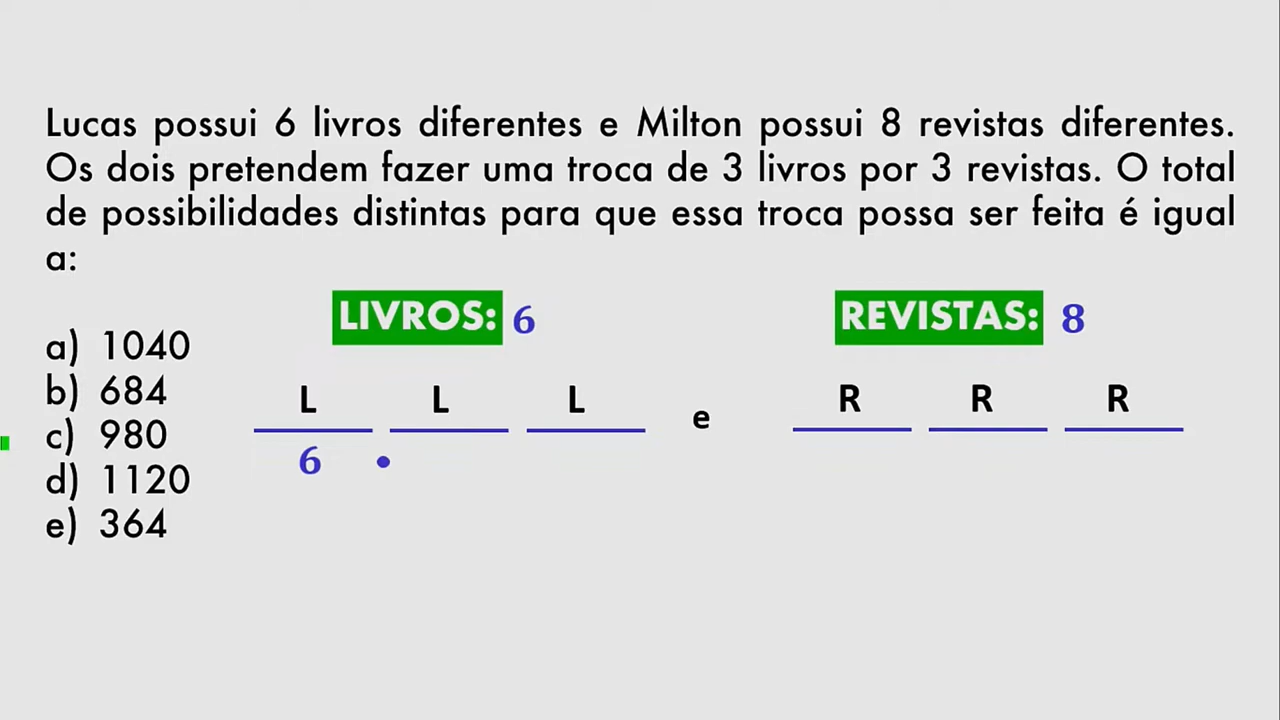 Lucas possui 6 livros diferentes e Milton possui 8 revistas diferentes.
Os dois pretendem fazer uma troca de 3 livros por 3 revistas. O total
de possibilidades distintas para que essa troca possa ser feita é igual
a:
LIVROS: 6 REVISTAS: 8
a) 1040
b) 684
c) 980
d) 1120
e) 364
L L L e R R R
6 •